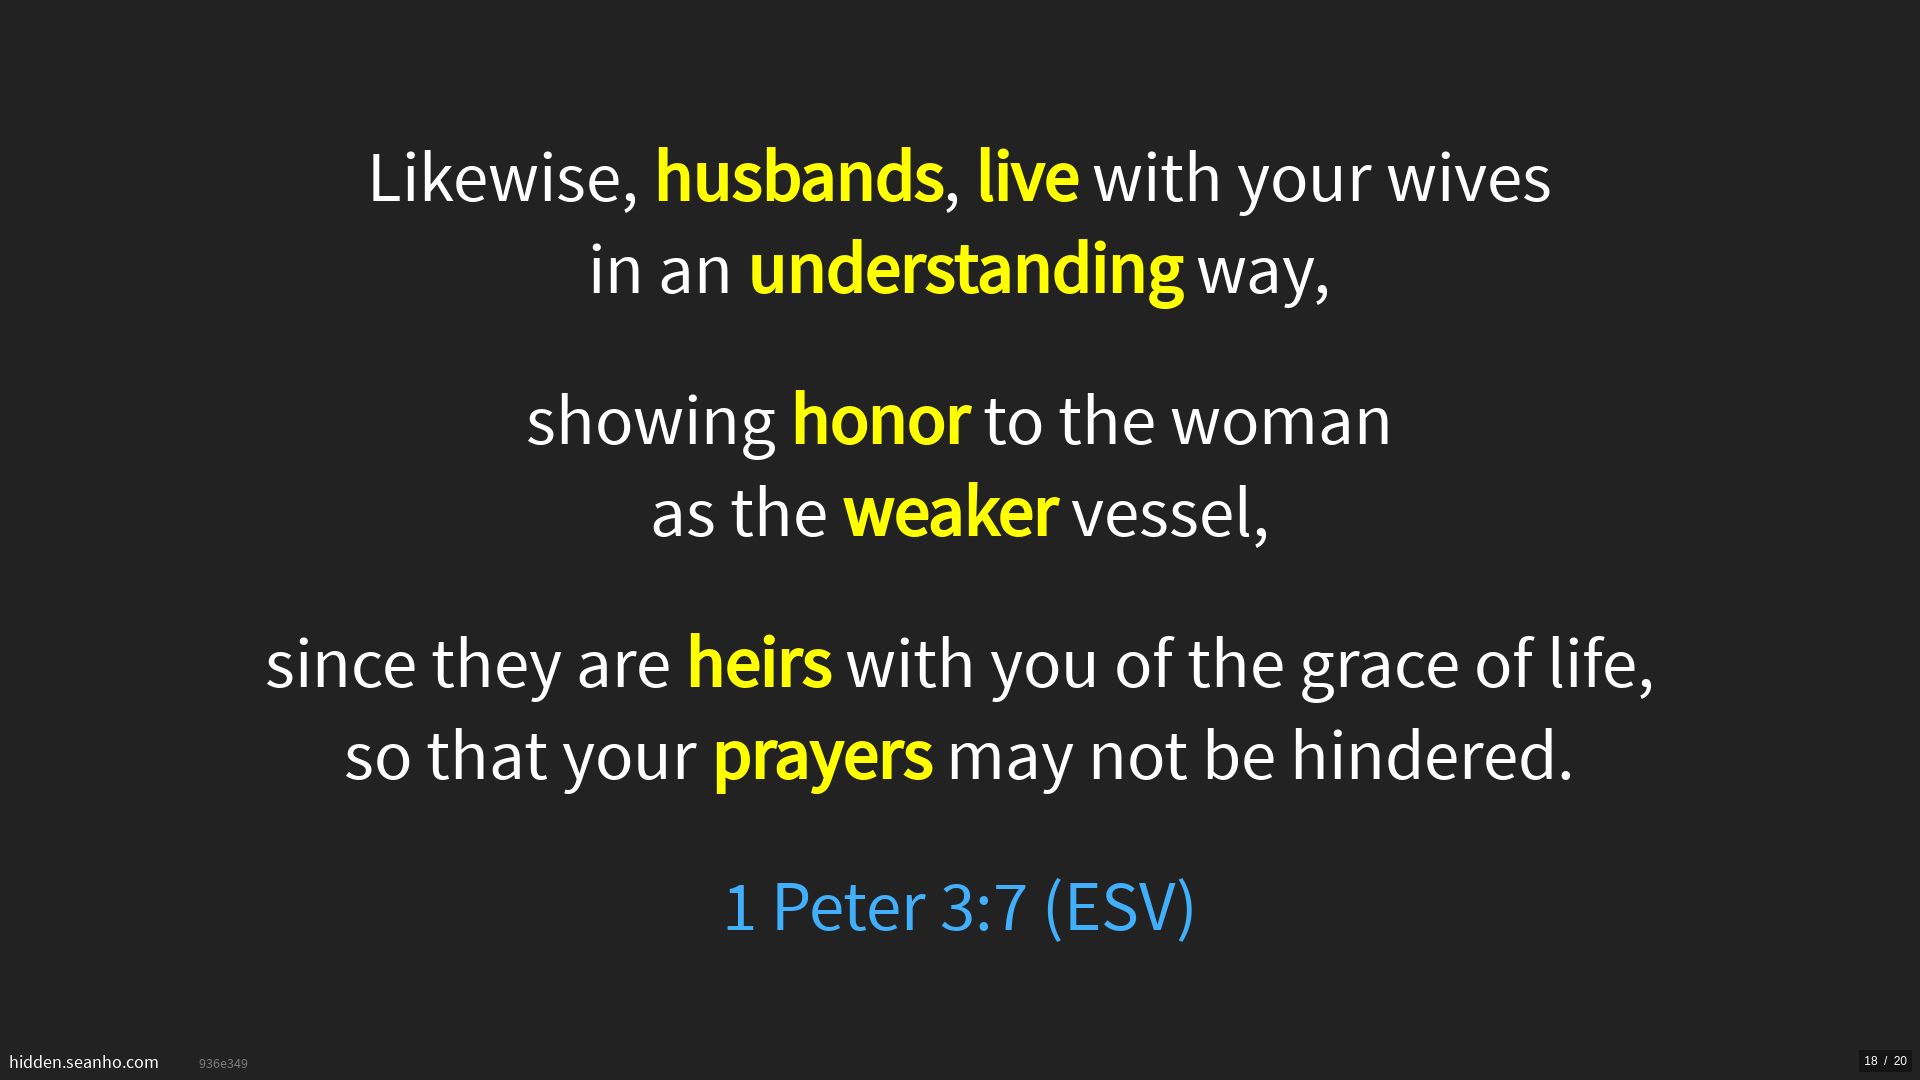 Likewise, husbands, live with your wives
in an understanding way,
showing honor to the woman
as the weaker vessel,
since they are heirs with you of the grace of life,
so that your prayers may not be hindered.
1 Peter 3:7 (ESV)
hidden.seanho.com 936e349
18 / 20